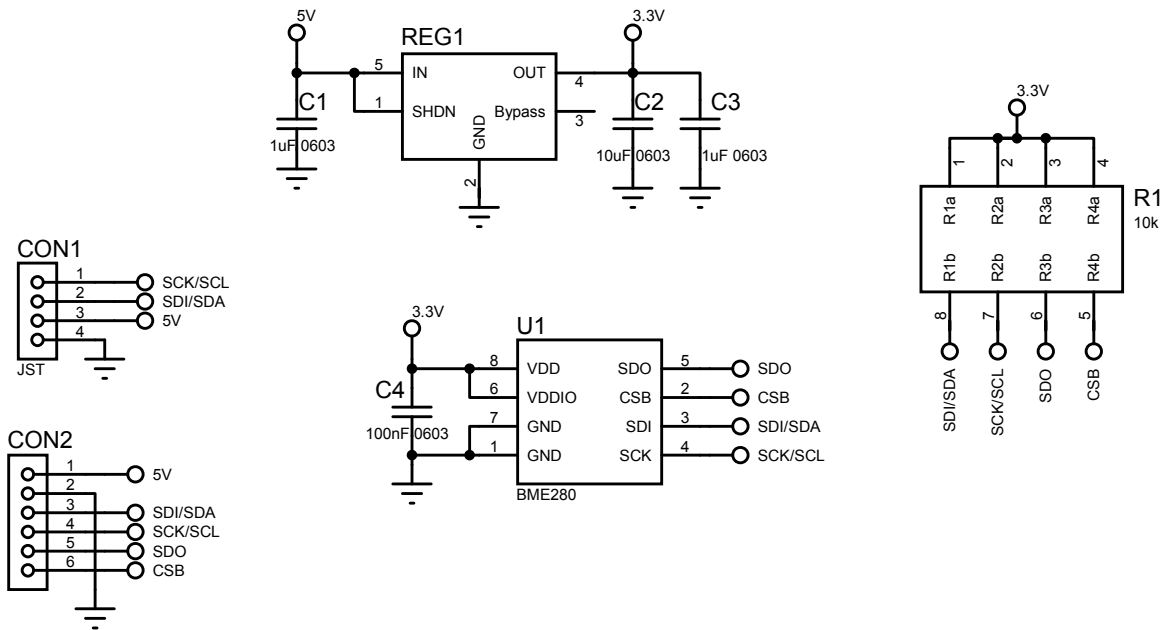 5V
REG1
3.3V
5
IN
OUT
4
1
SHDN
Bypass
3
GND
2
C1
1uF 0603
C2
10uF 0603
C3
1uF 0603
3.3V
1
2
3
4
R1a
R2a
R3a
R4a
R1
10k
R1b
R2b
R3b
R4b
8
7
6
5
SDI/SDA
SCK/SCL
SDO
CSB
CON1
1
SCK/SCL
2
SDI/SDA
3
5V
4
JST
3.3V
U1
C4
100nF 0603
8
VDD
SDO
5
SDO
6
VDDIO
CSB
2
CSB
7
GND
SDI
3
SDI/SDA
1
GND
SCK
4
SCK/SCL
BME280
CON2
1
5V
2
3
SDI/SDA
4
SCK/SCL
5
SDO
6
CSB